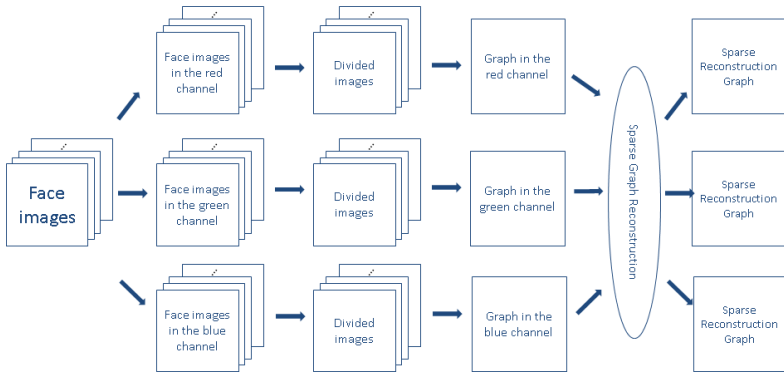 Face
images
Face images
in the red
channel
Divided
images
Graph in the
red channel
Face images
in the green
channel
Divided
images
Graph in the
green channel
Face images
in the blue
channel
Divided
images
Graph in the
blue channel
Sparse Graph Reconstruction
Sparse
Reconstruction
Graph
Sparse
Reconstruction
Graph
Sparse
Reconstruction
Graph